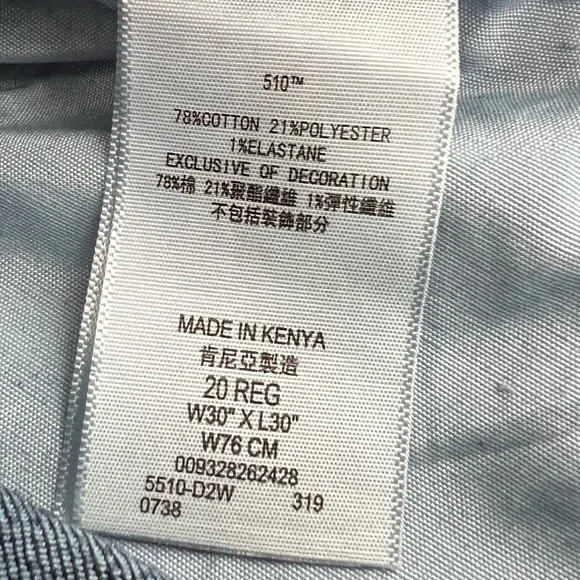 510™
78%COTTON 21%POLYESTER
1%ELASTANE
EXCLUSIVE OF DECORATION
78%棉 21%聚酯纖維 1%彈性纖維
不包括裝飾部分
MADE IN KENYA
肯尼亞製造
20 REG
W30" X L30"
W76 CM
009328262428
5510-D2W 319
0738